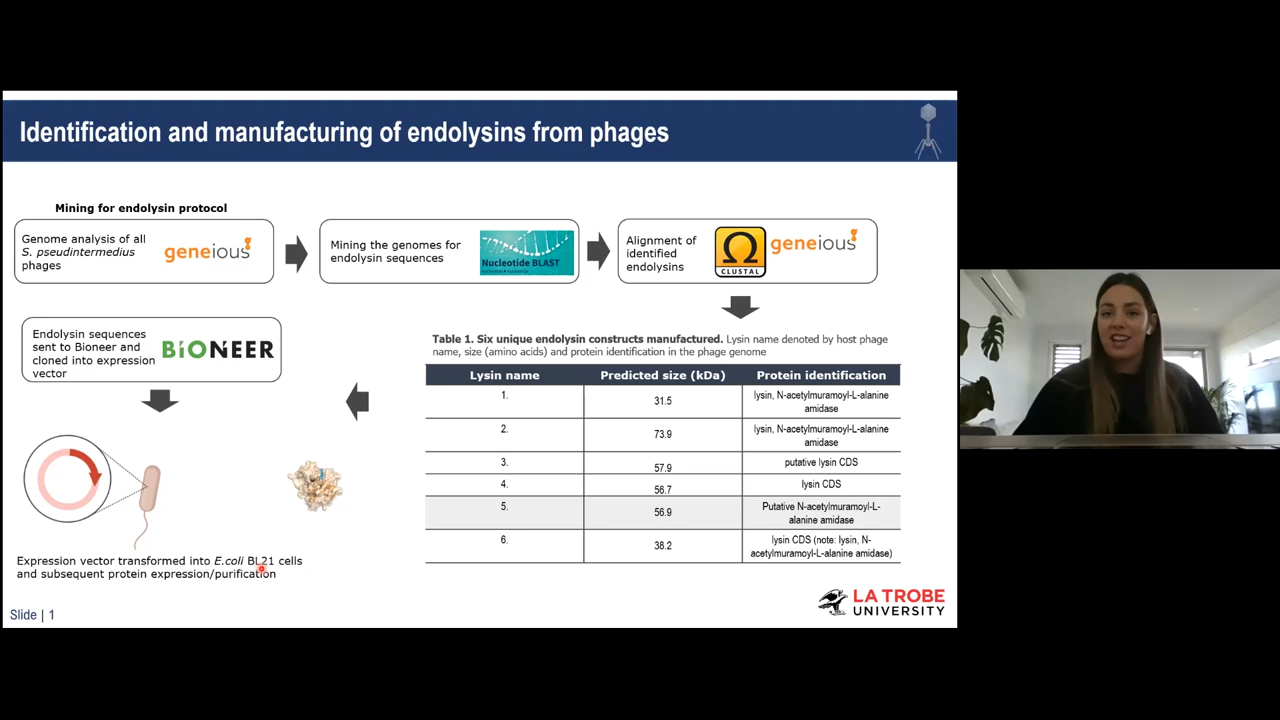 Identification and manufacturing of endolysins from phages
Mining for endolysin protocol
Genome analysis of all
S. pseudintermedius
phages
geneious
Mining the genomes for
endolysin sequences
Nucleotide BLAST
Alignment of
identified
endolysins
CLUSTAL
geneious
Endolysin sequences
sent to Bioneer and
cloned into expression
vector
BIONEER
Table 1. Six unique endolysin constructs manufactured. Lysin name denoted by host phage
name, size (amino acids) and protein identification in the phage genome
Lysin name Predicted size (kDa) Protein identification
1. 31.5 lysin, N-acetylmuramoyl-L-alanine
amidase
2. 73.9 lysin, N-acetylmuramoyl-L-alanine
amidase
3. 57.9 putative lysin CDS
4. 56.7 lysin CDS
5. 56.9 Putative N-acetylmuramoyl-L-
alanine amidase
6. 38.2 lysin CDS (note: lysin, N-
acetylmuramoyl-L-alanine amidase)
Expression vector transformed into E.coli BL21 cells
and subsequent protein expression/purification
Slide | 1
LA TROBE
UNIVERSITY